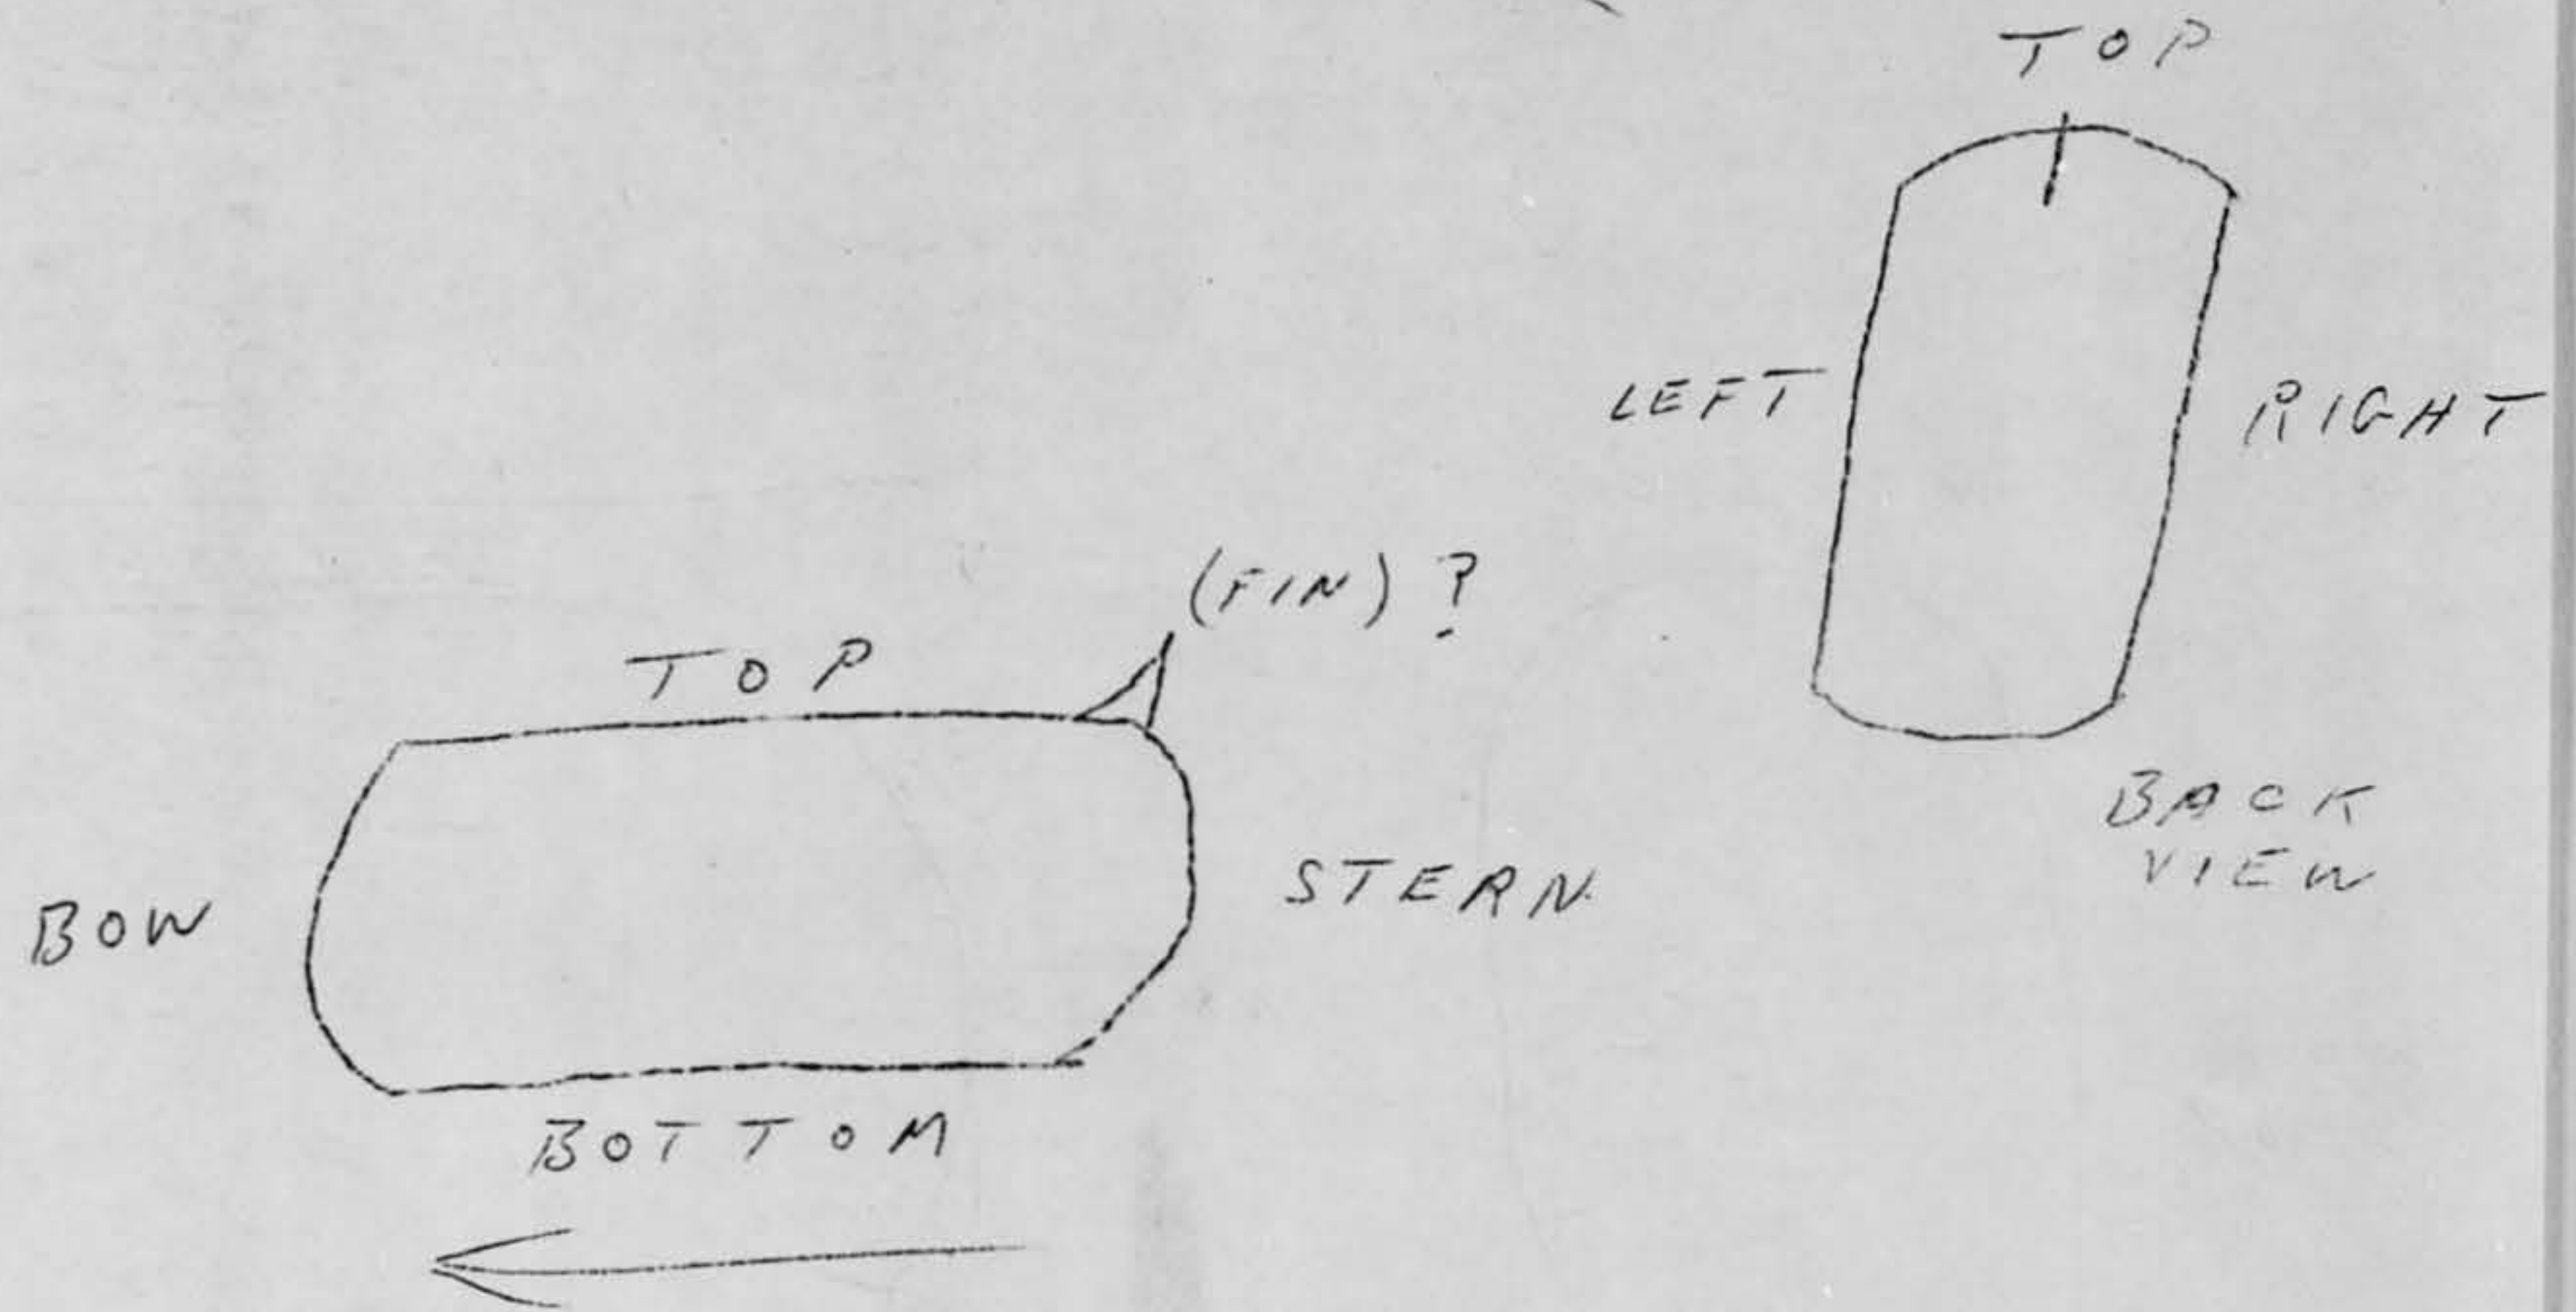 TOP
LEFT
RIGHT
BACK
VIEW
(FIN) ?
TOP
BOW
STERN
BOTTOM